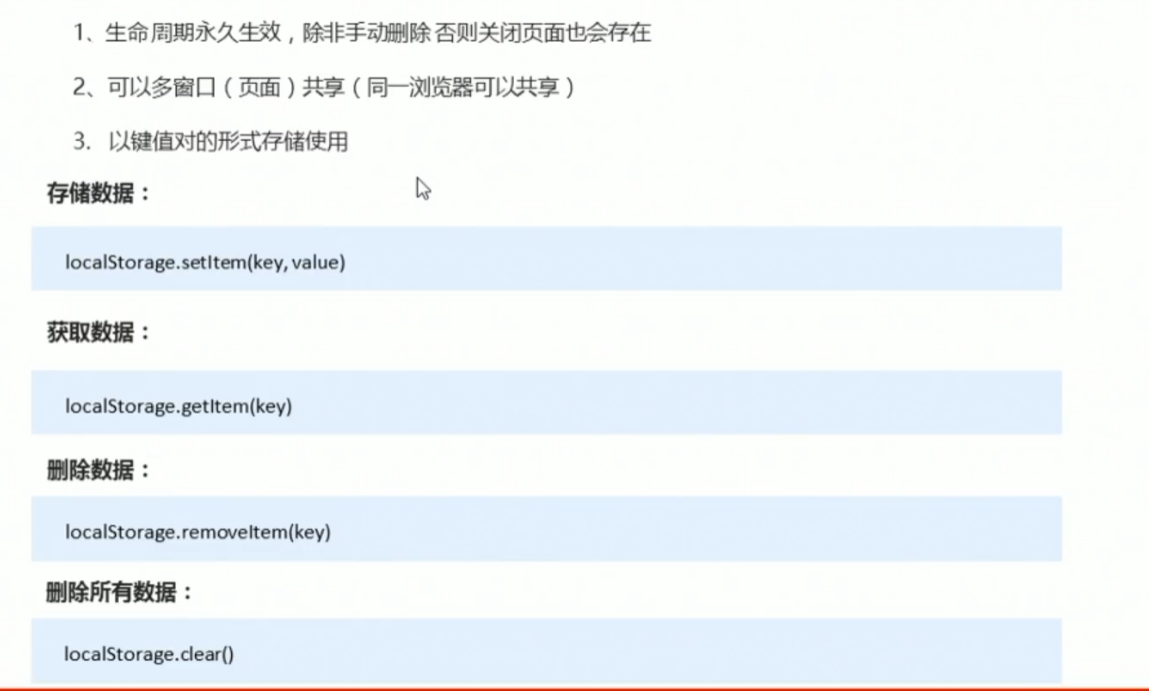 1、生命周期永久生效，除非手动删除 否则关闭页面也会存在
2、可以多窗口（页面）共享（同一浏览器可以共享）
3. 以键值对的形式存储使用
存储数据：
localStorage.setItem(key, value)
获取数据：
localStorage.getItem(key)
删除数据：
localStorage.removeItem(key)
删除所有数据：
localStorage.clear()